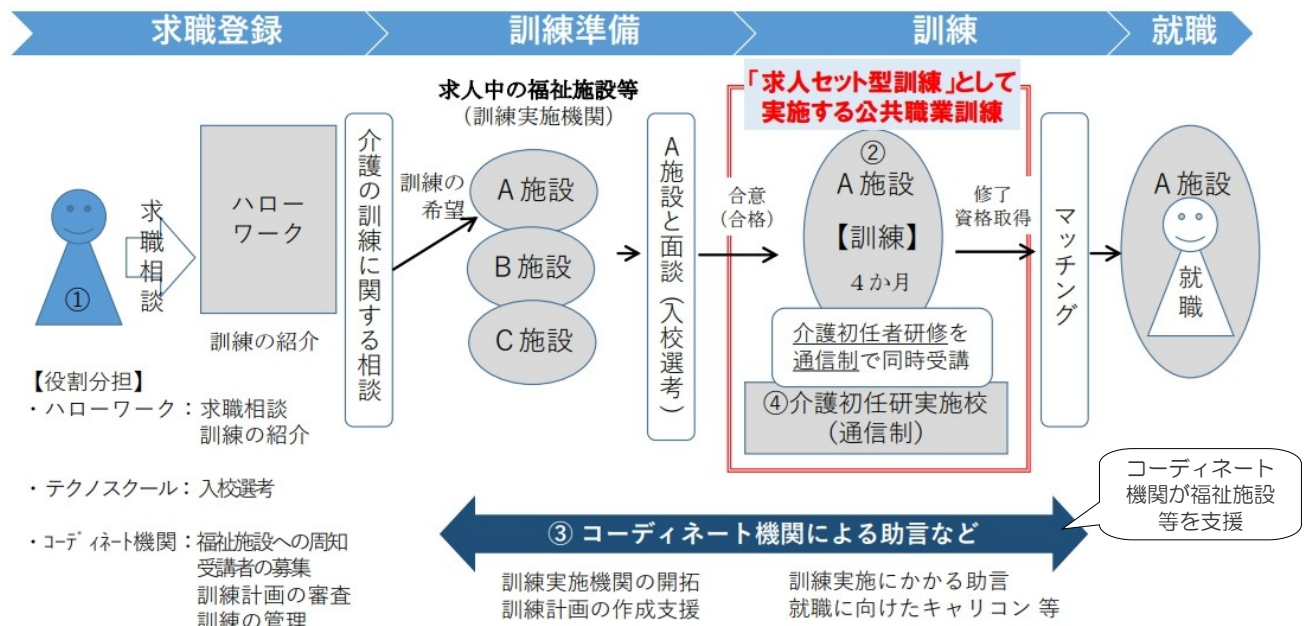 求職登録
訓練準備
訓練
就職
求人中の福祉施設等
(訓練実施機関)
「求人セット型訓練」として
実施する公共職業訓練
①
求職相談
ハロー
ワーク
訓練の紹介
介護の訓練に関する相談
訓練の
希望
A施設
B施設
C施設
A施設と面談(入校選考)
合意
(合格)
②
A施設
【訓練】
4か月
介護初任者研修を
通信制で同時受講
④介護初任研実施校
(通信制)
修了
資格取得
マッチング
A施設
就職
【役割分担】
・ハローワーク:求職相談
訓練の紹介
・テクノスクール:入校選考
・コーディネート機関:福祉施設への周知
受講者の募集
訓練計画の審査
訓練の管理
コーディネート
機関が福祉施設
等を支援
③ コーディネート機関による助言など
訓練実施機関の開拓
訓練計画の作成支援
訓練実施にかかる助言
就職に向けたキャリコン 等